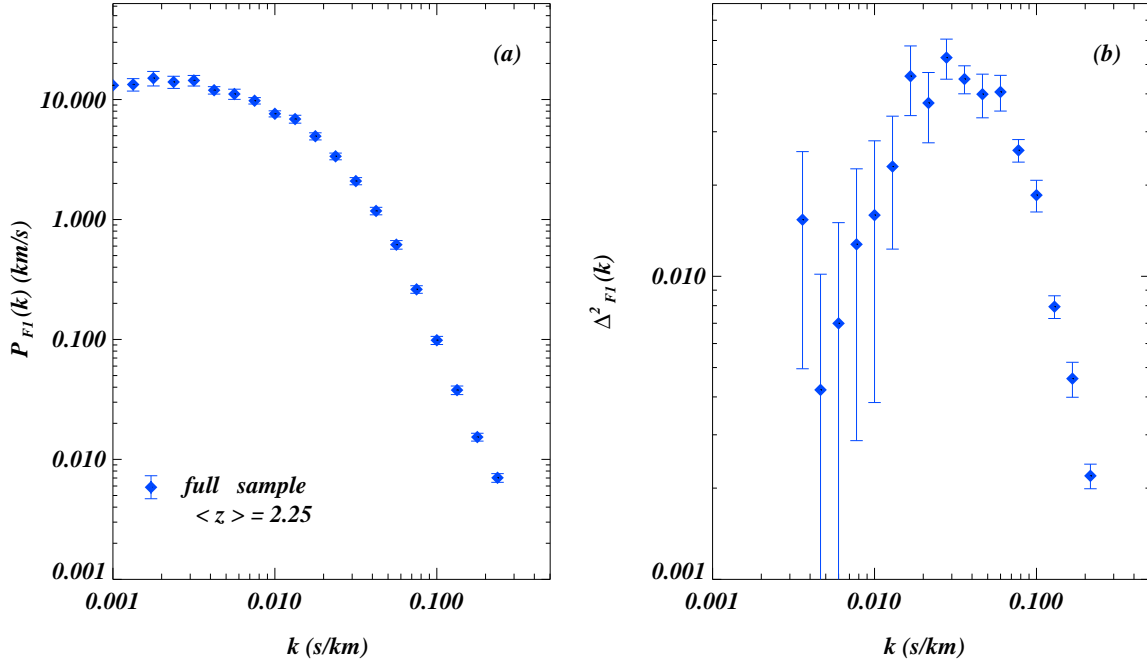 (a)
10.000
1.000
0.100
0.010
0.001
P F1 (k) (km/s)
full sample
< z > = 2.25
0.001 0.010 0.100
k (s/km)
(b)
0.010
0.001
Δ² F1 (k)
0.001 0.010 0.100
k (s/km)